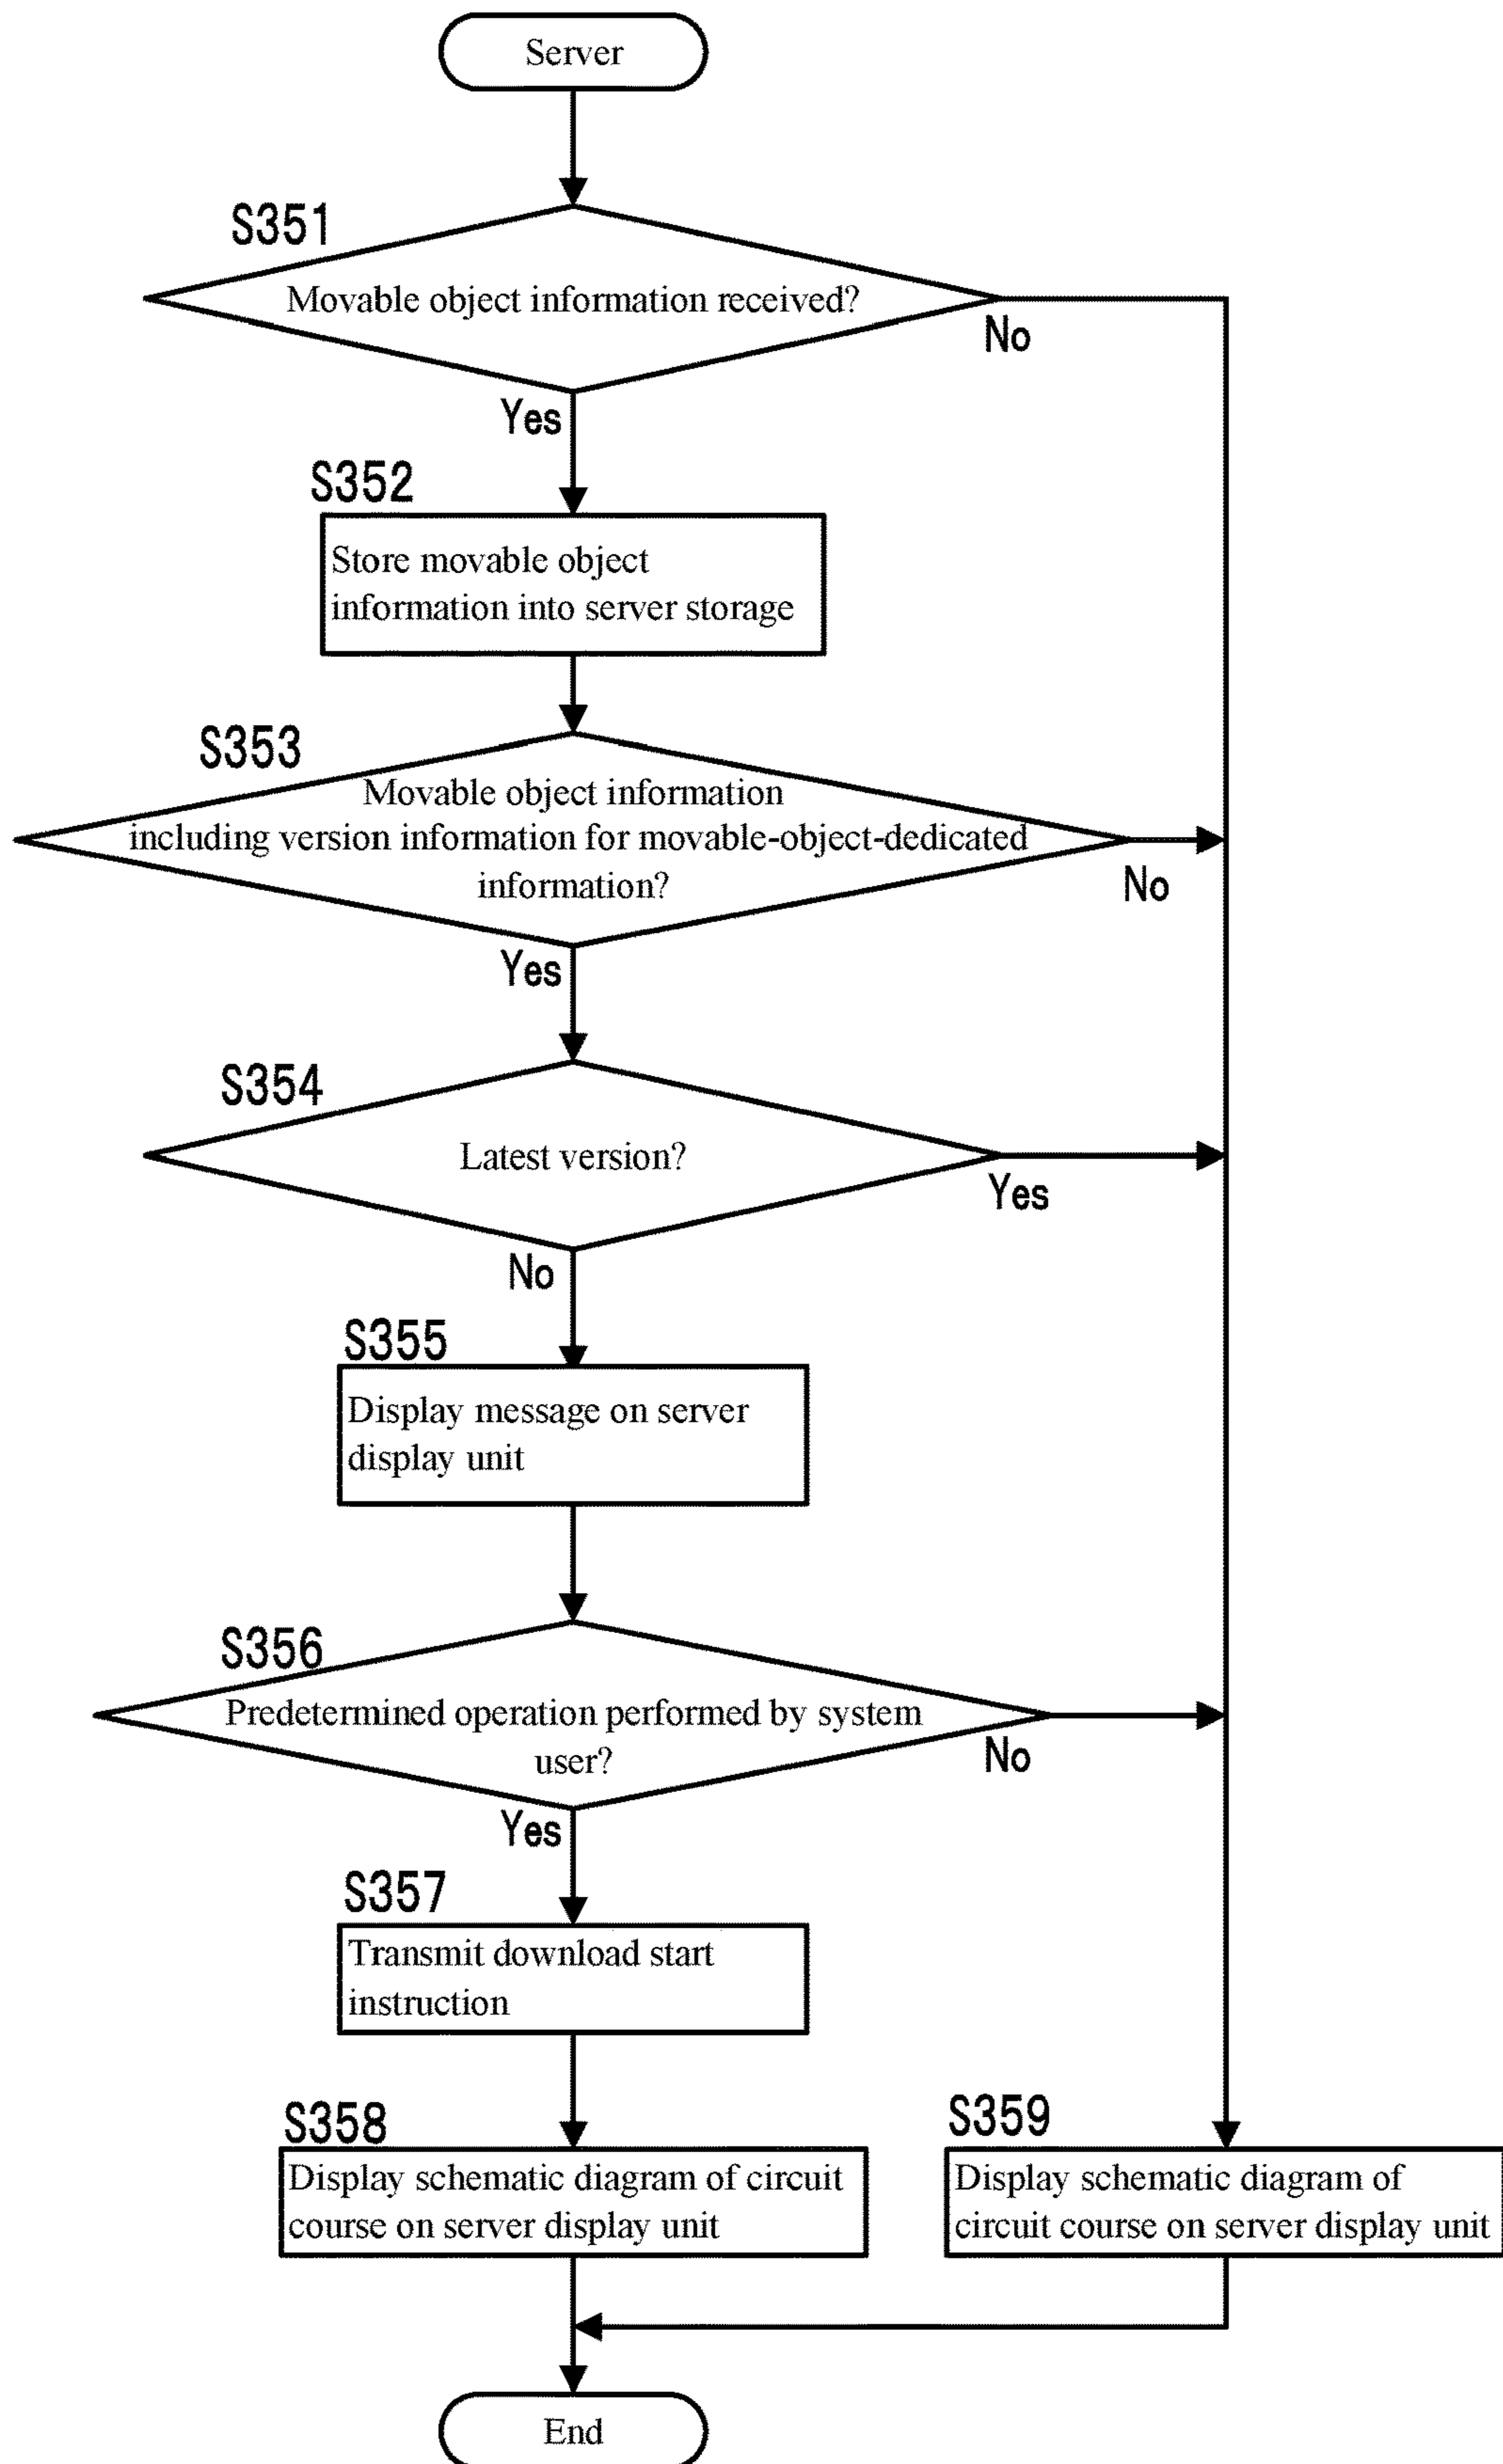 Server
S351
Movable object information received?
No
Yes
S352
Store movable object
information into server storage
S353
Movable object information
including version information for movable-object-dedicated
information?
No
Yes
S354
Latest version?
Yes
No
S355
Display message on server
display unit
S356
Predetermined operation performed by system
user?
No
Yes
S357
Transmit download start
instruction
S358
Display schematic diagram of circuit
course on server display unit
S359
Display schematic diagram of
circuit course on server display unit
End